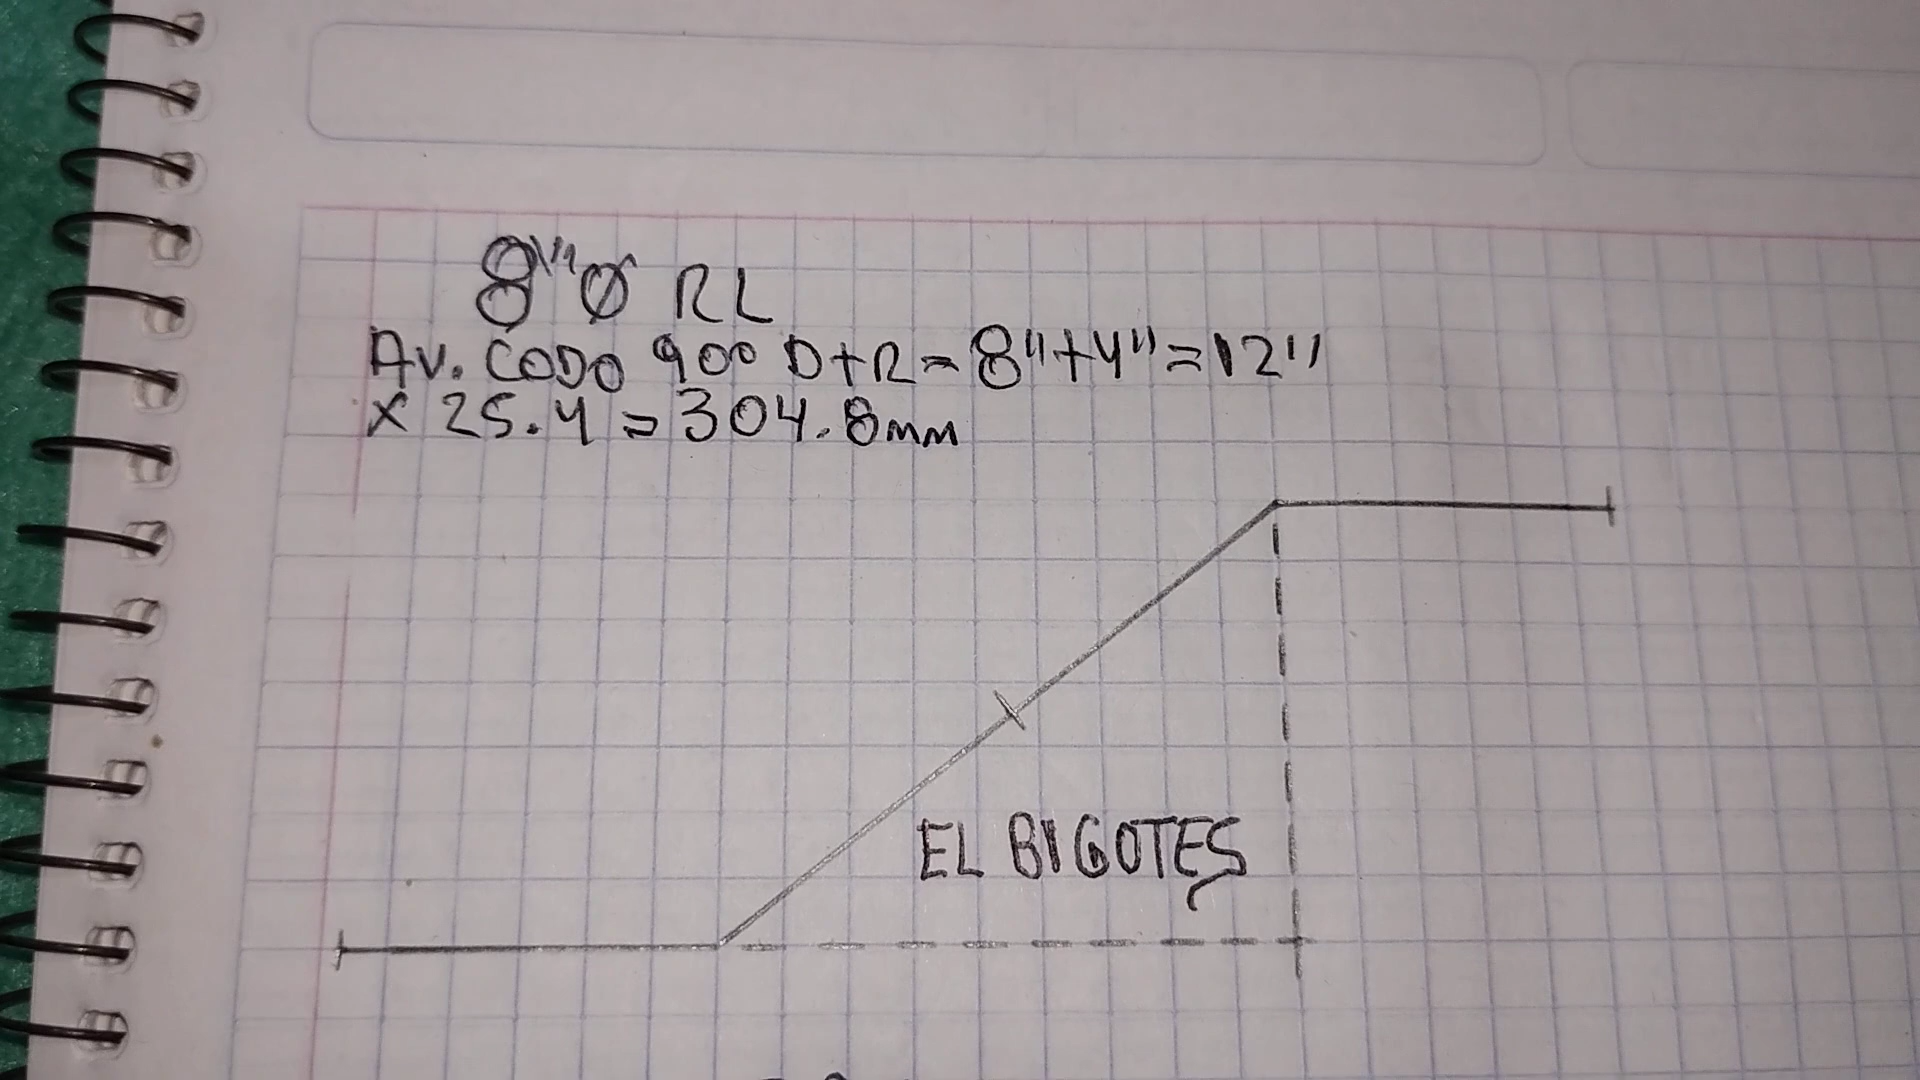 8" Ø RL
AV. CODO 90° D+R = 8"+4" = 12"
x 25.4 = 304.8mm
EL BIGOTES